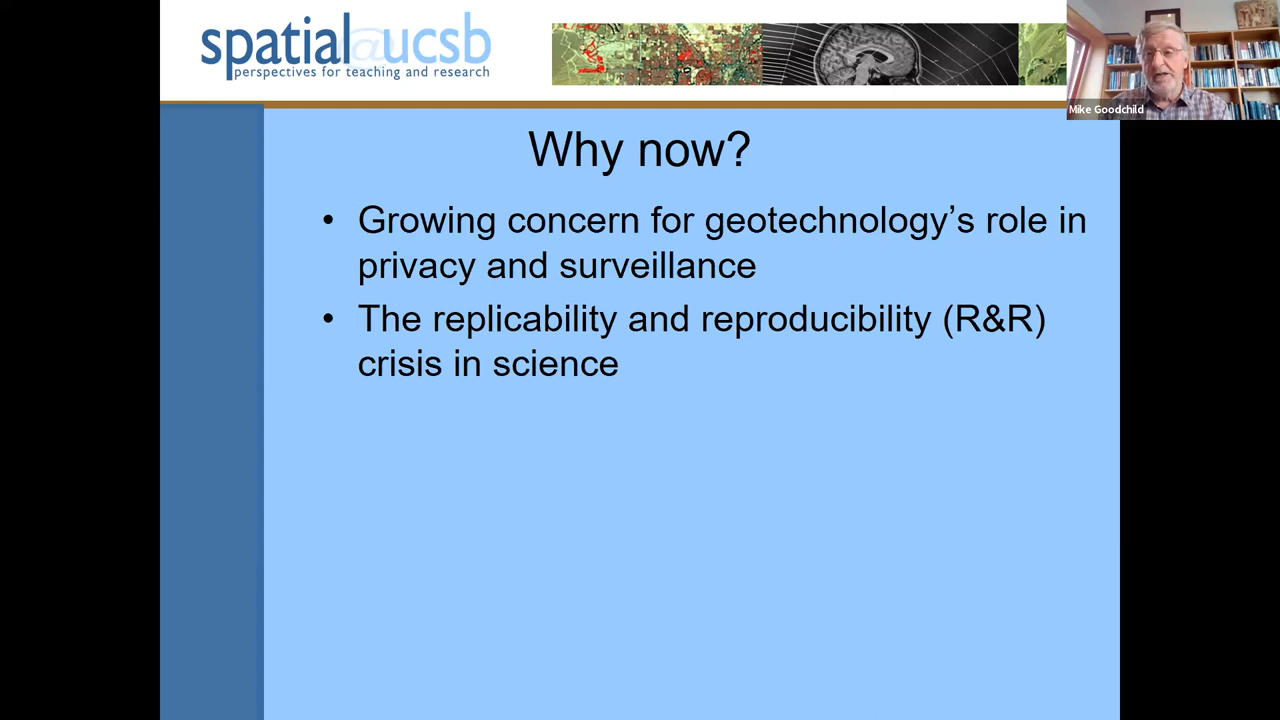 spatial@ucsb
perspectives for teaching and research
Mike Goodchild
Why now?
• Growing concern for geotechnology’s role in
privacy and surveillance
• The replicability and reproducibility (R&R)
crisis in science